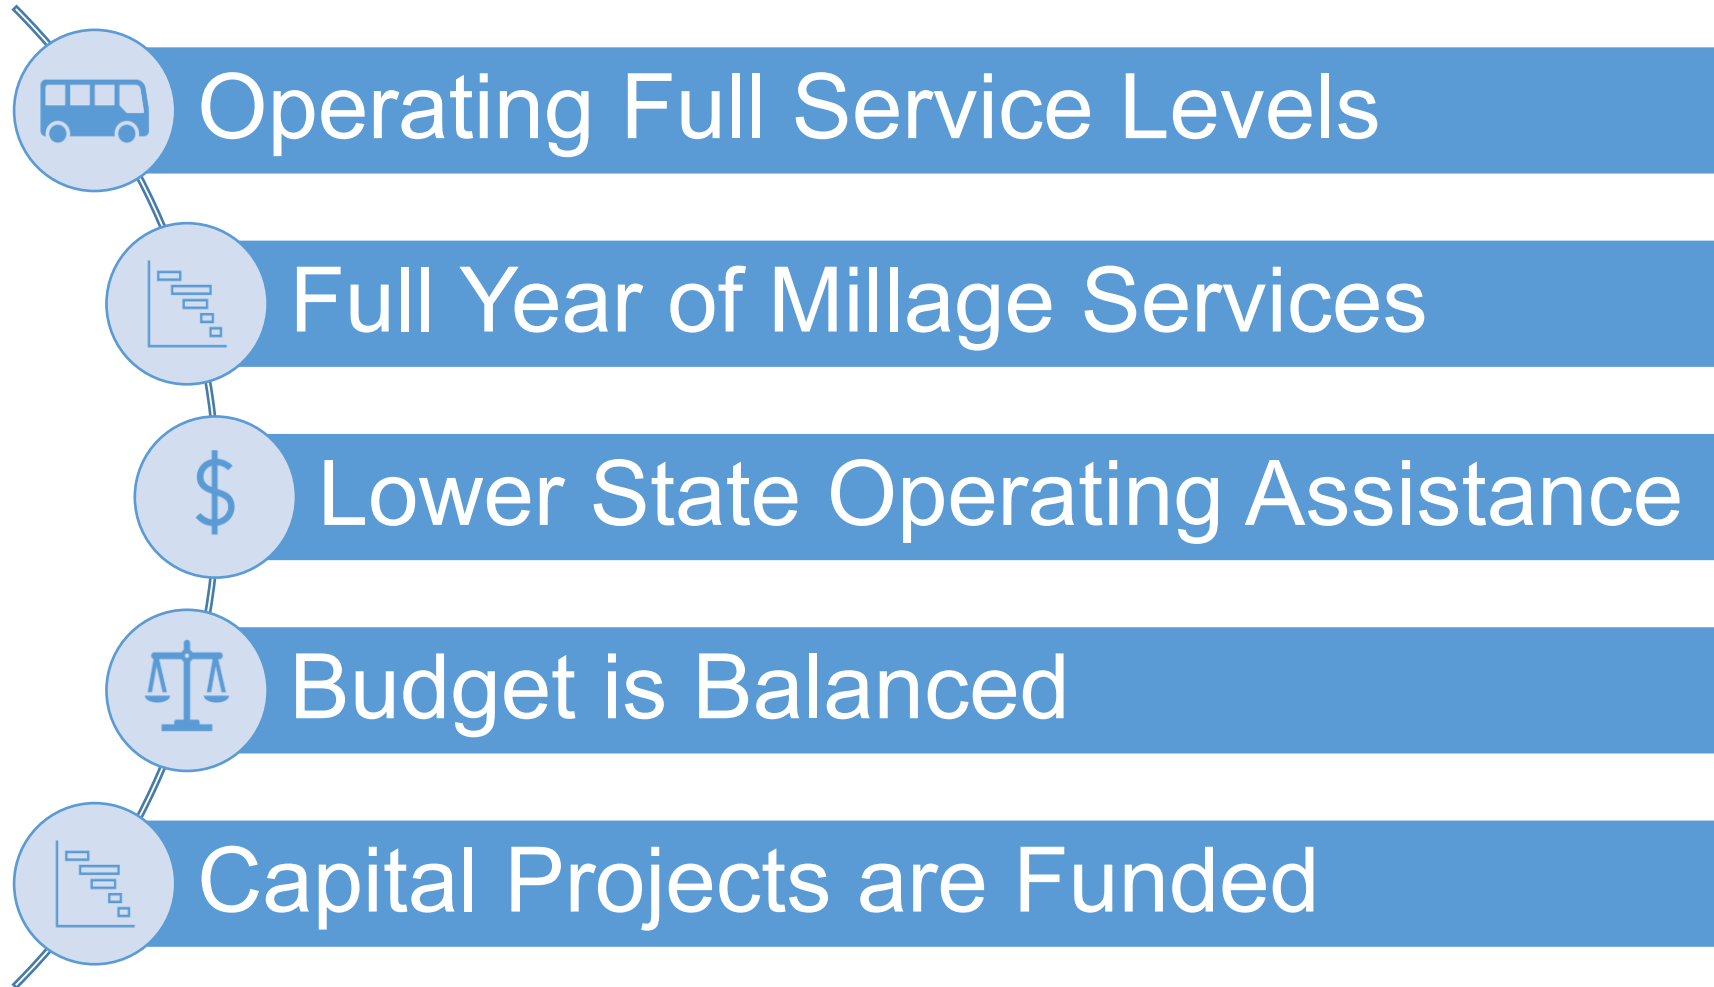 Operating Full Service Levels
Full Year of Millage Services
Lower State Operating Assistance
Budget is Balanced
Capital Projects are Funded